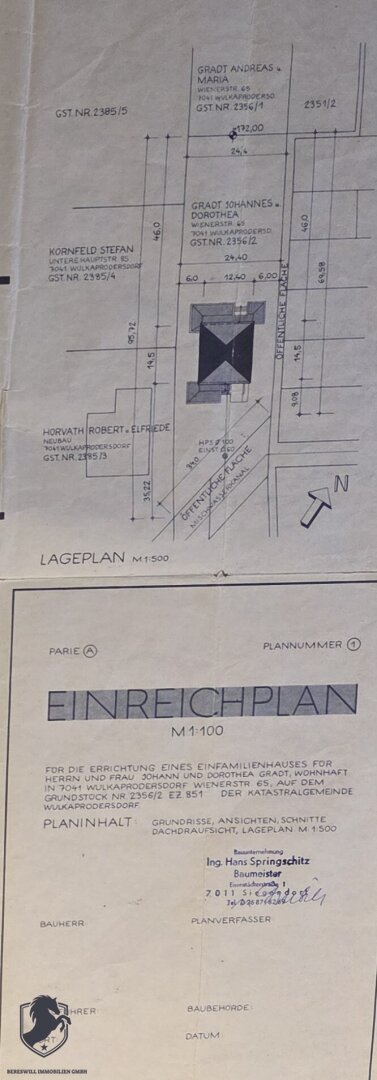 GRADT ANDREAS u.
MARIA
WIENERSTR. 65
7041 WULKAPRODERSD.
GST. NR. 2356/1
GST. NR. 2385/5
2351/2
±172,00
24,4
GRADT JOHANNES u.
DOROTHEA
WIENERSTR. 65
7041 WULKAPRODERSD.
GST. NR. 2356/2
46,0
46,0
KORNFELD STEFAN
UNTERE HAUPTSTR. 85
7041 WULKAPRODERSDORF
GST. NR. 2385/4
24.40
6,0
12.40
6,00
ÖFFENTLICHE FLÄCHE
69,58
95,72
14,5
14,5
9,08
HORVATH ROBERT u. ELFRIEDE
NEUBAU
7041 WULKAPRODERSDORF
GST. NR. 2385/3
35,22
ÖFFENTLICHE FLÄCHE
MISCHWASSERKANAL
N
LAGEPLAN M 1:500
PARIE A
PLANNUMMER 1
EINREICHPLAN
M 1:100
FÜR DIE ERRICHTUNG EINES EINFAMILIENHAUSES FÜR
HERRN UND FRAU JOHANN UND DOROTHEA GRADT, WOHNHAFT
IN 7041 WULKAPRODERSDORF WIENERSTR 65, AUF DEM
GRUNDSTÜCK NR 2356/2 EZ 851 DER KATASTRALGEMEINDE
WULKAPRODERSDORF
PLANINHALT: GRUNDRISSE, ANSICHTEN, SCHNITTE
DACHDRAUFSICHT, LAGEPLAN M 1:500
Bauunternehmung
Ing. Hans Springschitz
Baumeister
7011 Siegendorf
BAUHERR
PLANVERFASSER
HRER:
BAUBEHÖRDE:
DATUM:
BERESWILL IMMOBILIEN GMBH